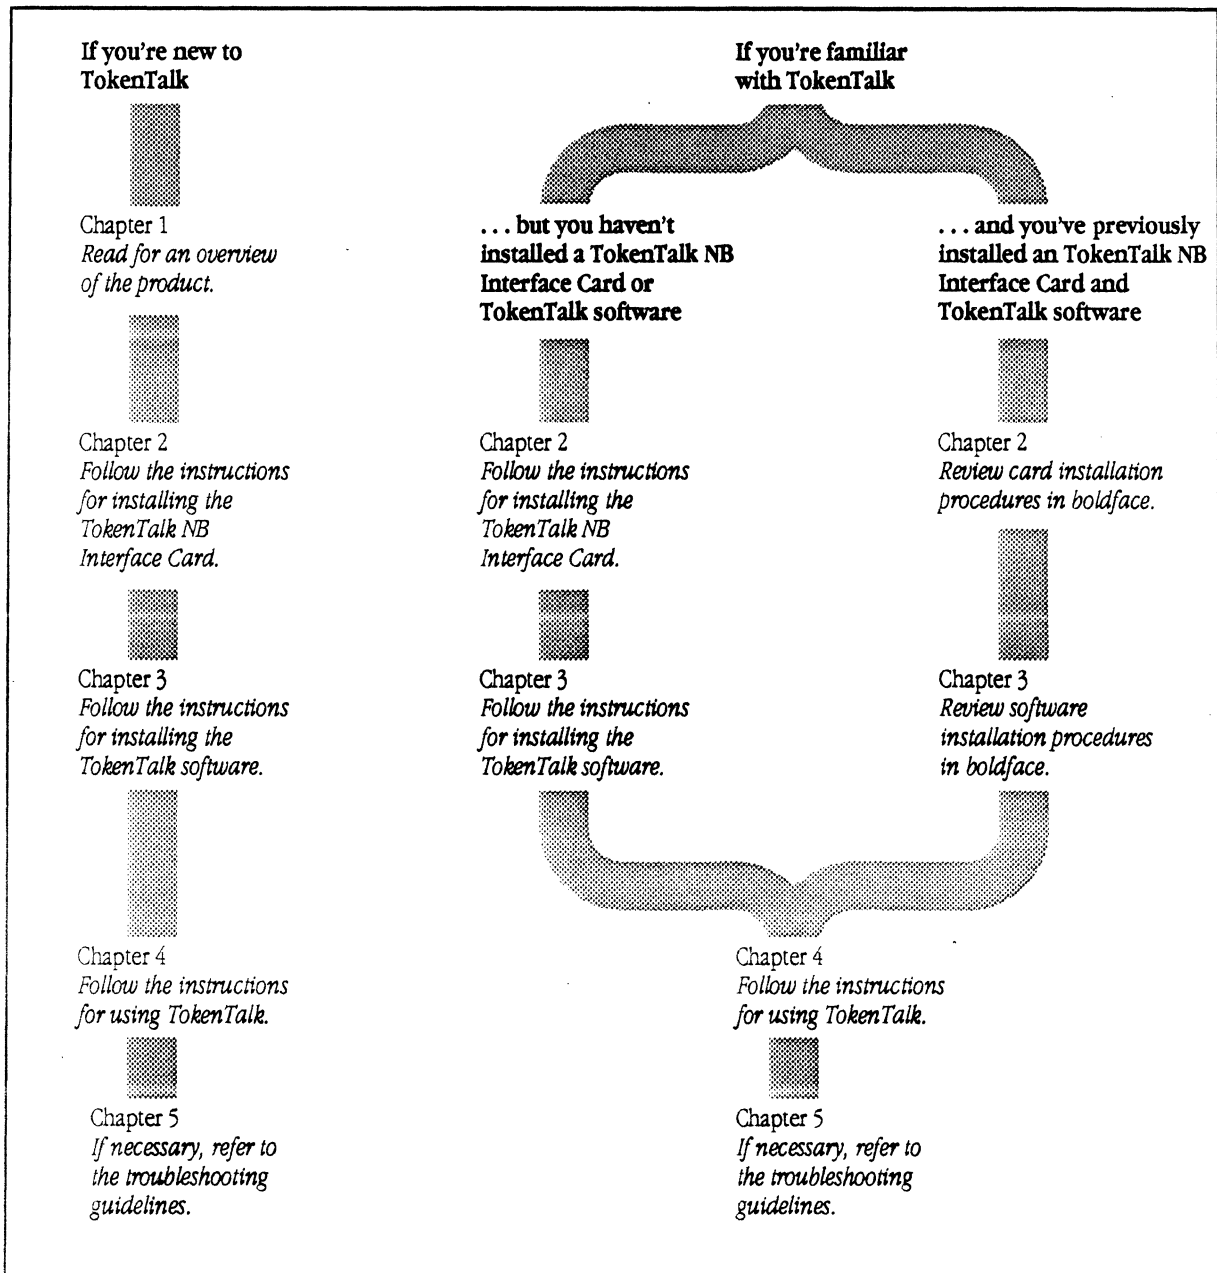 If you're new to
TokenTalk
Chapter 1
Read for an overview
of the product.
Chapter 2
Follow the instructions
for installing the
TokenTalk NB
Interface Card.
Chapter 3
Follow the instructions
for installing the
TokenTalk software.
Chapter 4
Follow the instructions
for using TokenTalk.
Chapter 5
If necessary, refer to
the troubleshooting
guidelines.
If you're familiar
with TokenTalk
. . . but you haven't
installed a TokenTalk NB
Interface Card or
TokenTalk software
Chapter 2
Follow the instructions
for installing the
TokenTalk NB
Interface Card.
Chapter 3
Follow the instructions
for installing the
TokenTalk software.
. . . and you've previously
installed an TokenTalk NB
Interface Card and
TokenTalk software
Chapter 2
Review card installation
procedures in boldface.
Chapter 3
Review software
installation procedures
in boldface.
Chapter 4
Follow the instructions
for using TokenTalk.
Chapter 5
If necessary, refer to
the troubleshooting
guidelines.